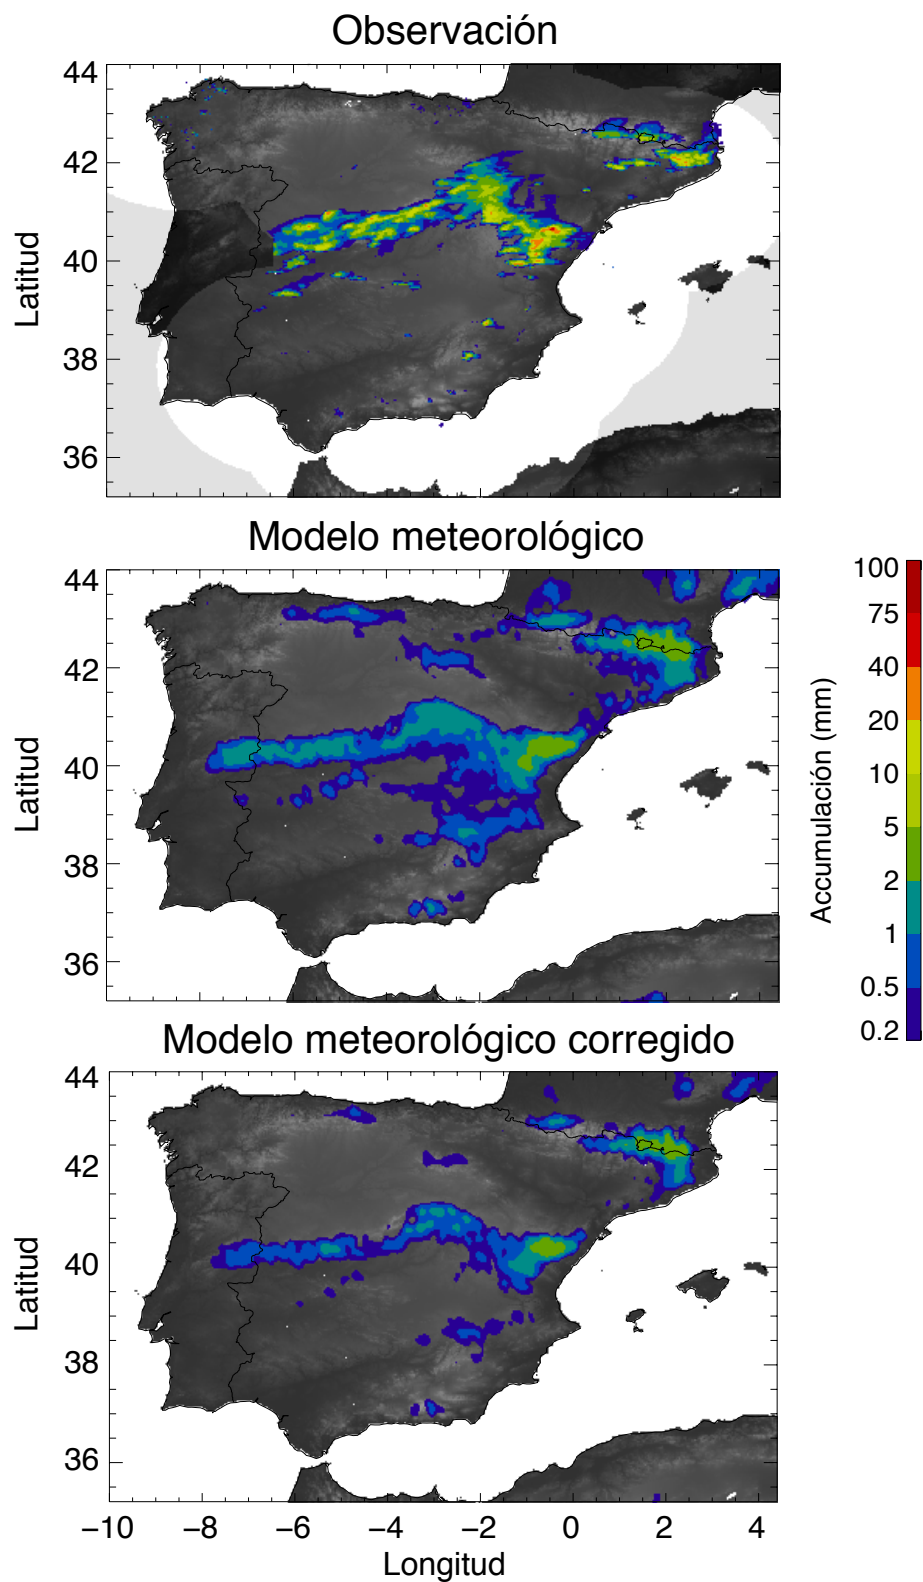 Observación
44
42
40
38
36
Latitud
Modelo meteorológico
44
42
40
38
36
Latitud
100
75
40
20
10
5
2
1
0.5
0.2
Accumulación (mm)
Modelo meteorológico corregido
44
42
40
38
36
Latitud
−10 −8 −6 −4 −2 0 2 4
Longitud